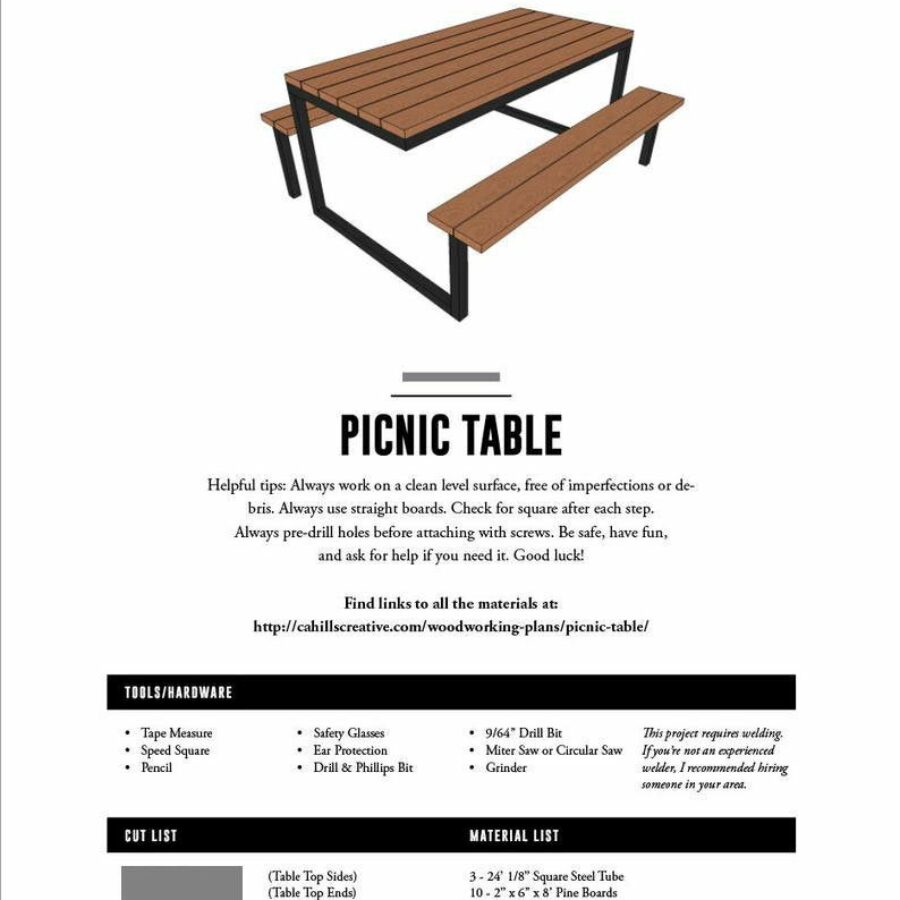 PICNIC TABLE
Helpful tips: Always work on a clean level surface, free of imperfections or de-
bris. Always use straight boards. Check for square after each step.
Always pre-drill holes before attaching with screws. Be safe, have fun,
and ask for help if you need it. Good luck!
Find links to all the materials at:
http://cahillscreative.com/woodworking-plans/picnic-table/
TOOLS/HARDWARE
• Tape Measure
• Speed Square
• Pencil
• Safety Glasses
• Ear Protection
• Drill & Phillips Bit
• 9/64” Drill Bit
• Miter Saw or Circular Saw
• Grinder
This project requires welding.
If you're not an experienced
welder, I recommended hiring
someone in your area.
CUT LIST
(Table Top Sides)
(Table Top Ends)
MATERIAL LIST
3 - 24’ 1/8” Square Steel Tube
10 - 2” x 6” x 8’ Pine Boards